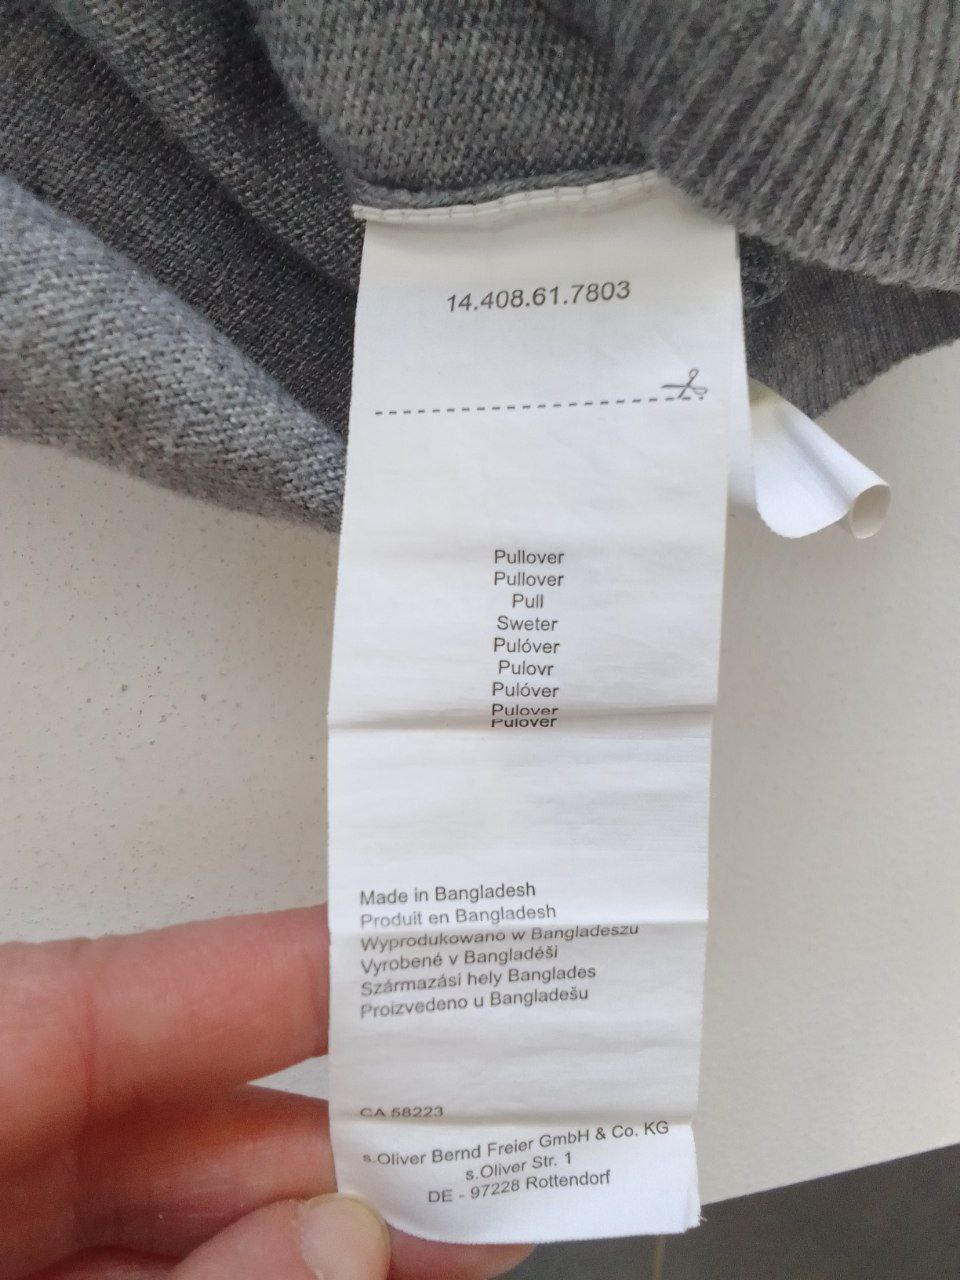 14.408.61.7803
Pullover
Pullover
Pull
Sweter
Pulóver
Pulovr
Pulóver
Pulover
Pulover
Made in Bangladesh
Produit en Bangladesh
Wyprodukowano w Bangladeszu
Vyrobené v Bangladéši
Származási hely Banglades
Proizvedeno u Bangladešu
CA 58223
s.Oliver Bernd Freier GmbH & Co. KG
s.Oliver Str. 1
DE - 97228 Rottendorf